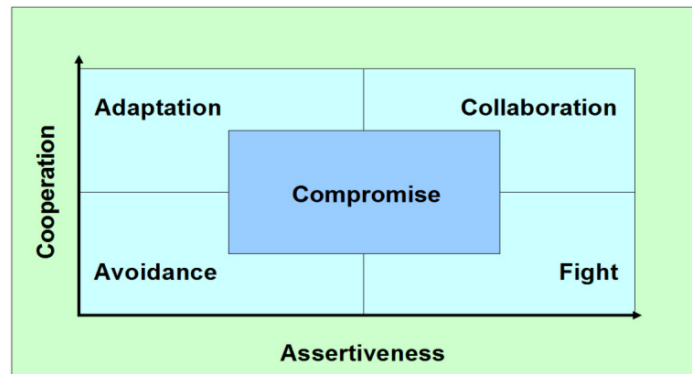 Adaptation
Collaboration
Cooperation
Compromise
Avoidance
Fight
Assertiveness